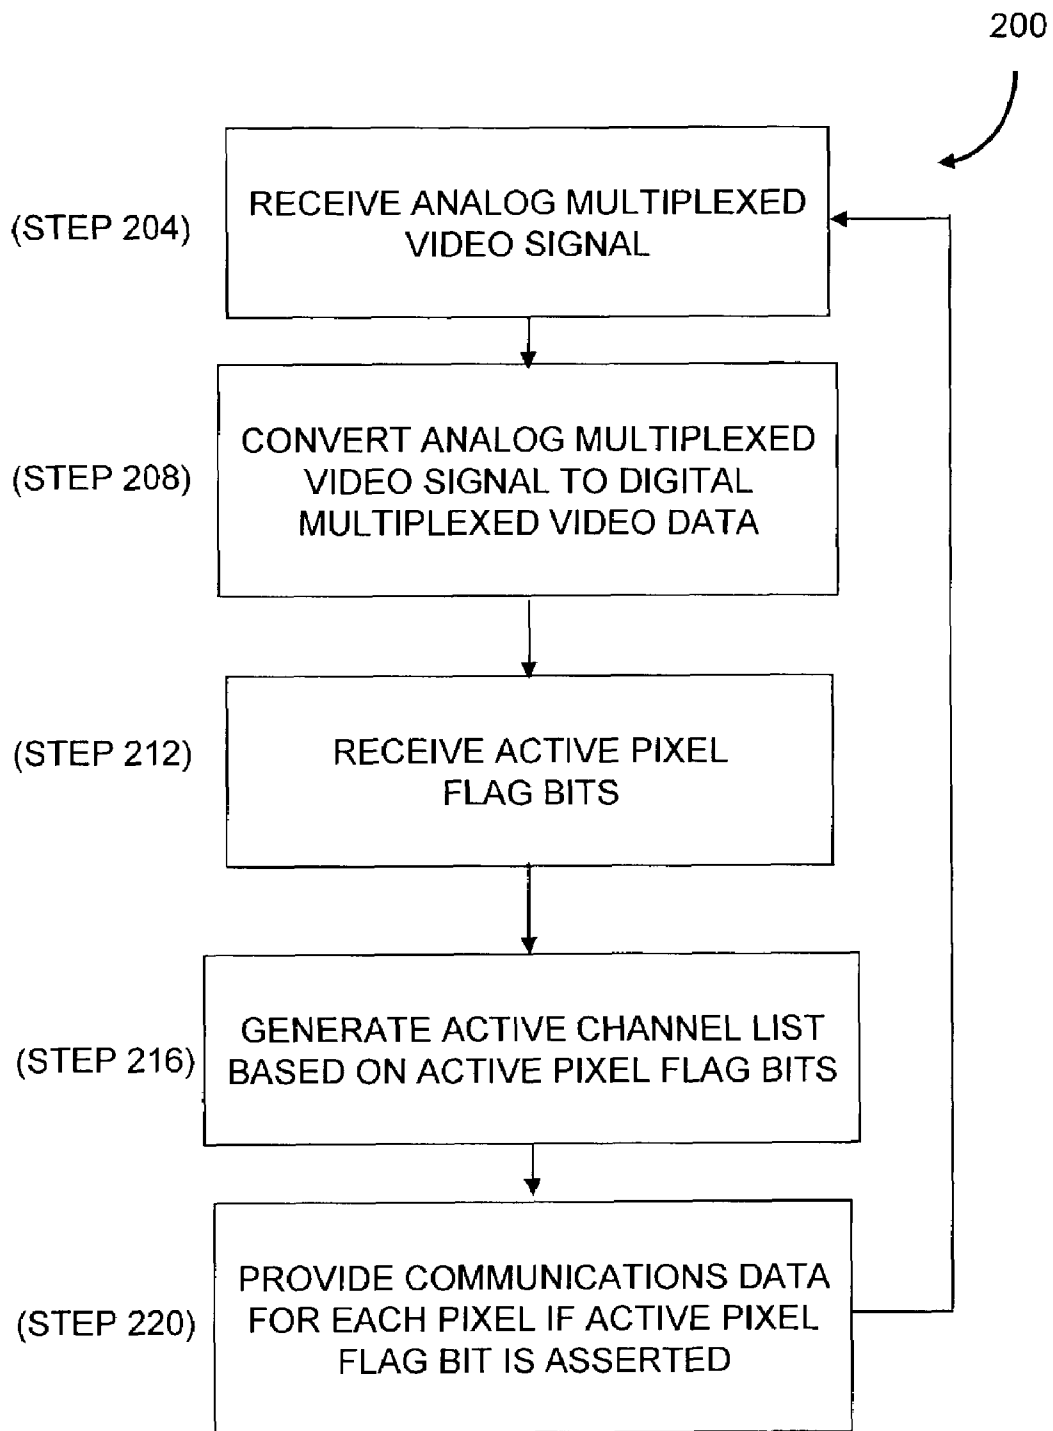 200
(STEP 204)
RECEIVE ANALOG MULTIPLEXED
VIDEO SIGNAL
(STEP 208)
CONVERT ANALOG MULTIPLEXED
VIDEO SIGNAL TO DIGITAL
MULTIPLEXED VIDEO DATA
(STEP 212)
RECEIVE ACTIVE PIXEL
FLAG BITS
(STEP 216)
GENERATE ACTIVE CHANNEL LIST
BASED ON ACTIVE PIXEL FLAG BITS
(STEP 220)
PROVIDE COMMUNICATIONS DATA
FOR EACH PIXEL IF ACTIVE PIXEL
FLAG BIT IS ASSERTED